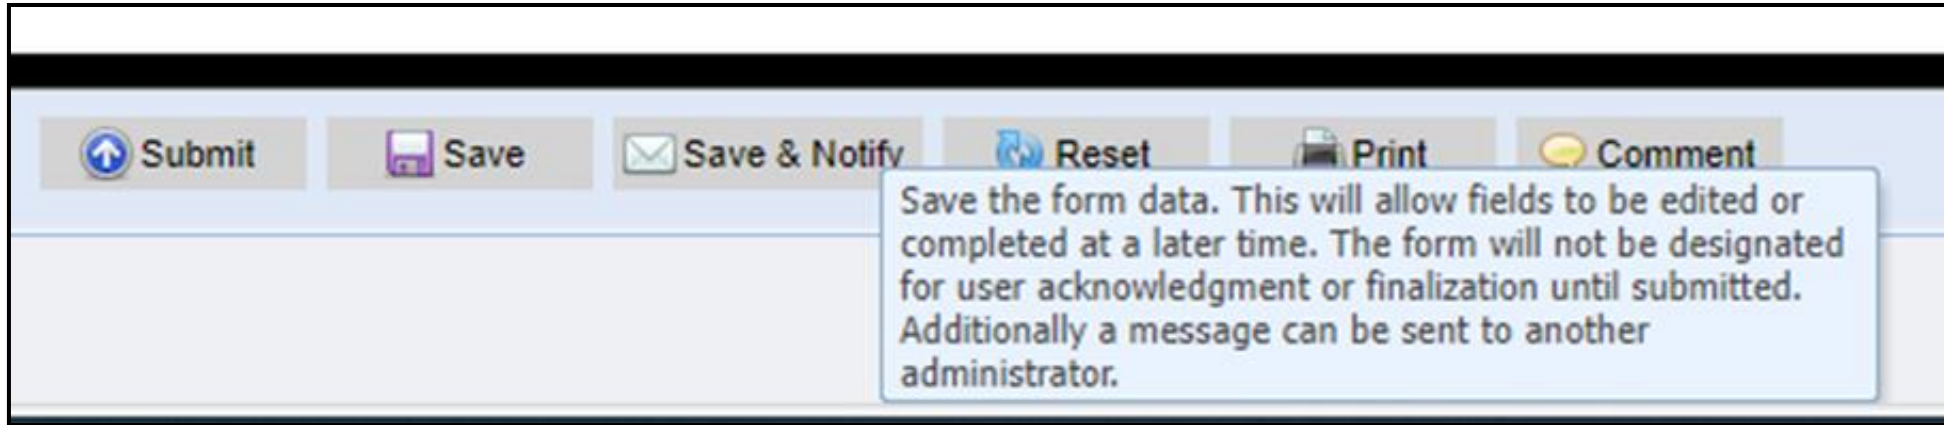 Submit Save Save & Notify Reset Print Comment
Save the form data. This will allow fields to be edited or
completed at a later time. The form will not be designated
for user acknowledgment or finalization until submitted.
Additionally a message can be sent to another
administrator.